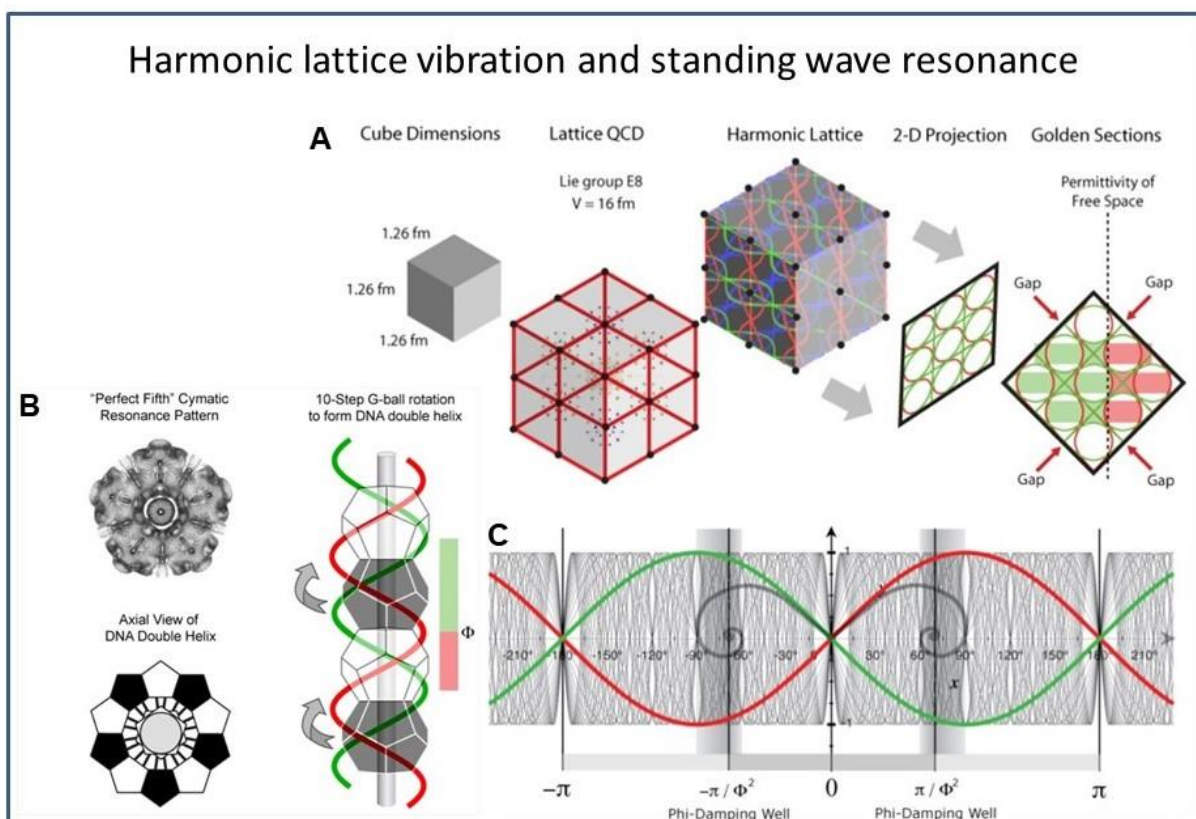 Harmonic lattice vibration and standing wave resonance
A
Cube Dimensions
Lattice QCD
Harmonic Lattice
2-D Projection
Golden Sections
Lie group E8
V = 16 fm
Permittivity of
Free Space
1.26 fm
1.26 fm
1.26 fm
Gap
Gap
Gap
Gap
B
"Perfect Fifth" Cymatic
Resonance Pattern
10-Step G-ball rotation
to form DNA double helix
Axial View of
DNA Double Helix
Φ
C
1
-210° -180 -150° -120° -90° -60° -30° 0 30° 60° 90° 120° 150° 180° 210°
x
-1
−π
−π / Φ²
0
π / Φ²
π
Phi-Damping Well
Phi-Damping Well